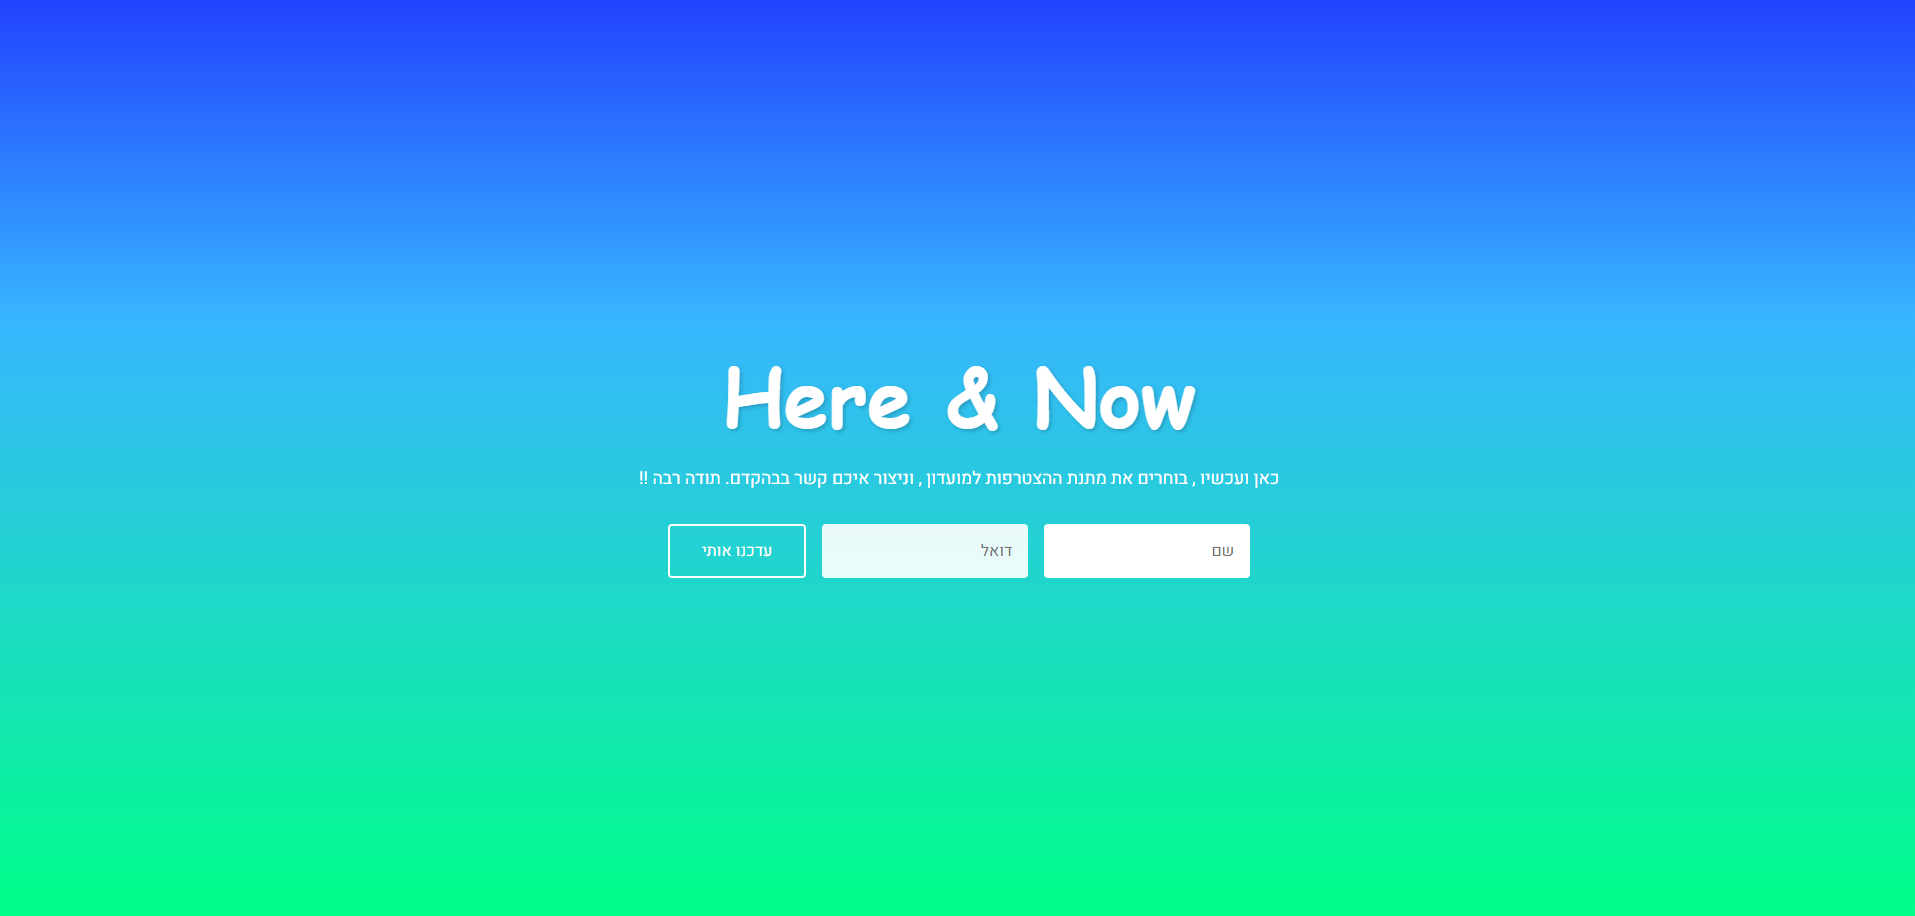 Here & Now
כאן ועכשיו , בוחרים את מתנת ההצטרפות למועדון , וניצור איכם קשר בבהקדם. תודה רבה !!
שם
דואל
עדכנו אותי